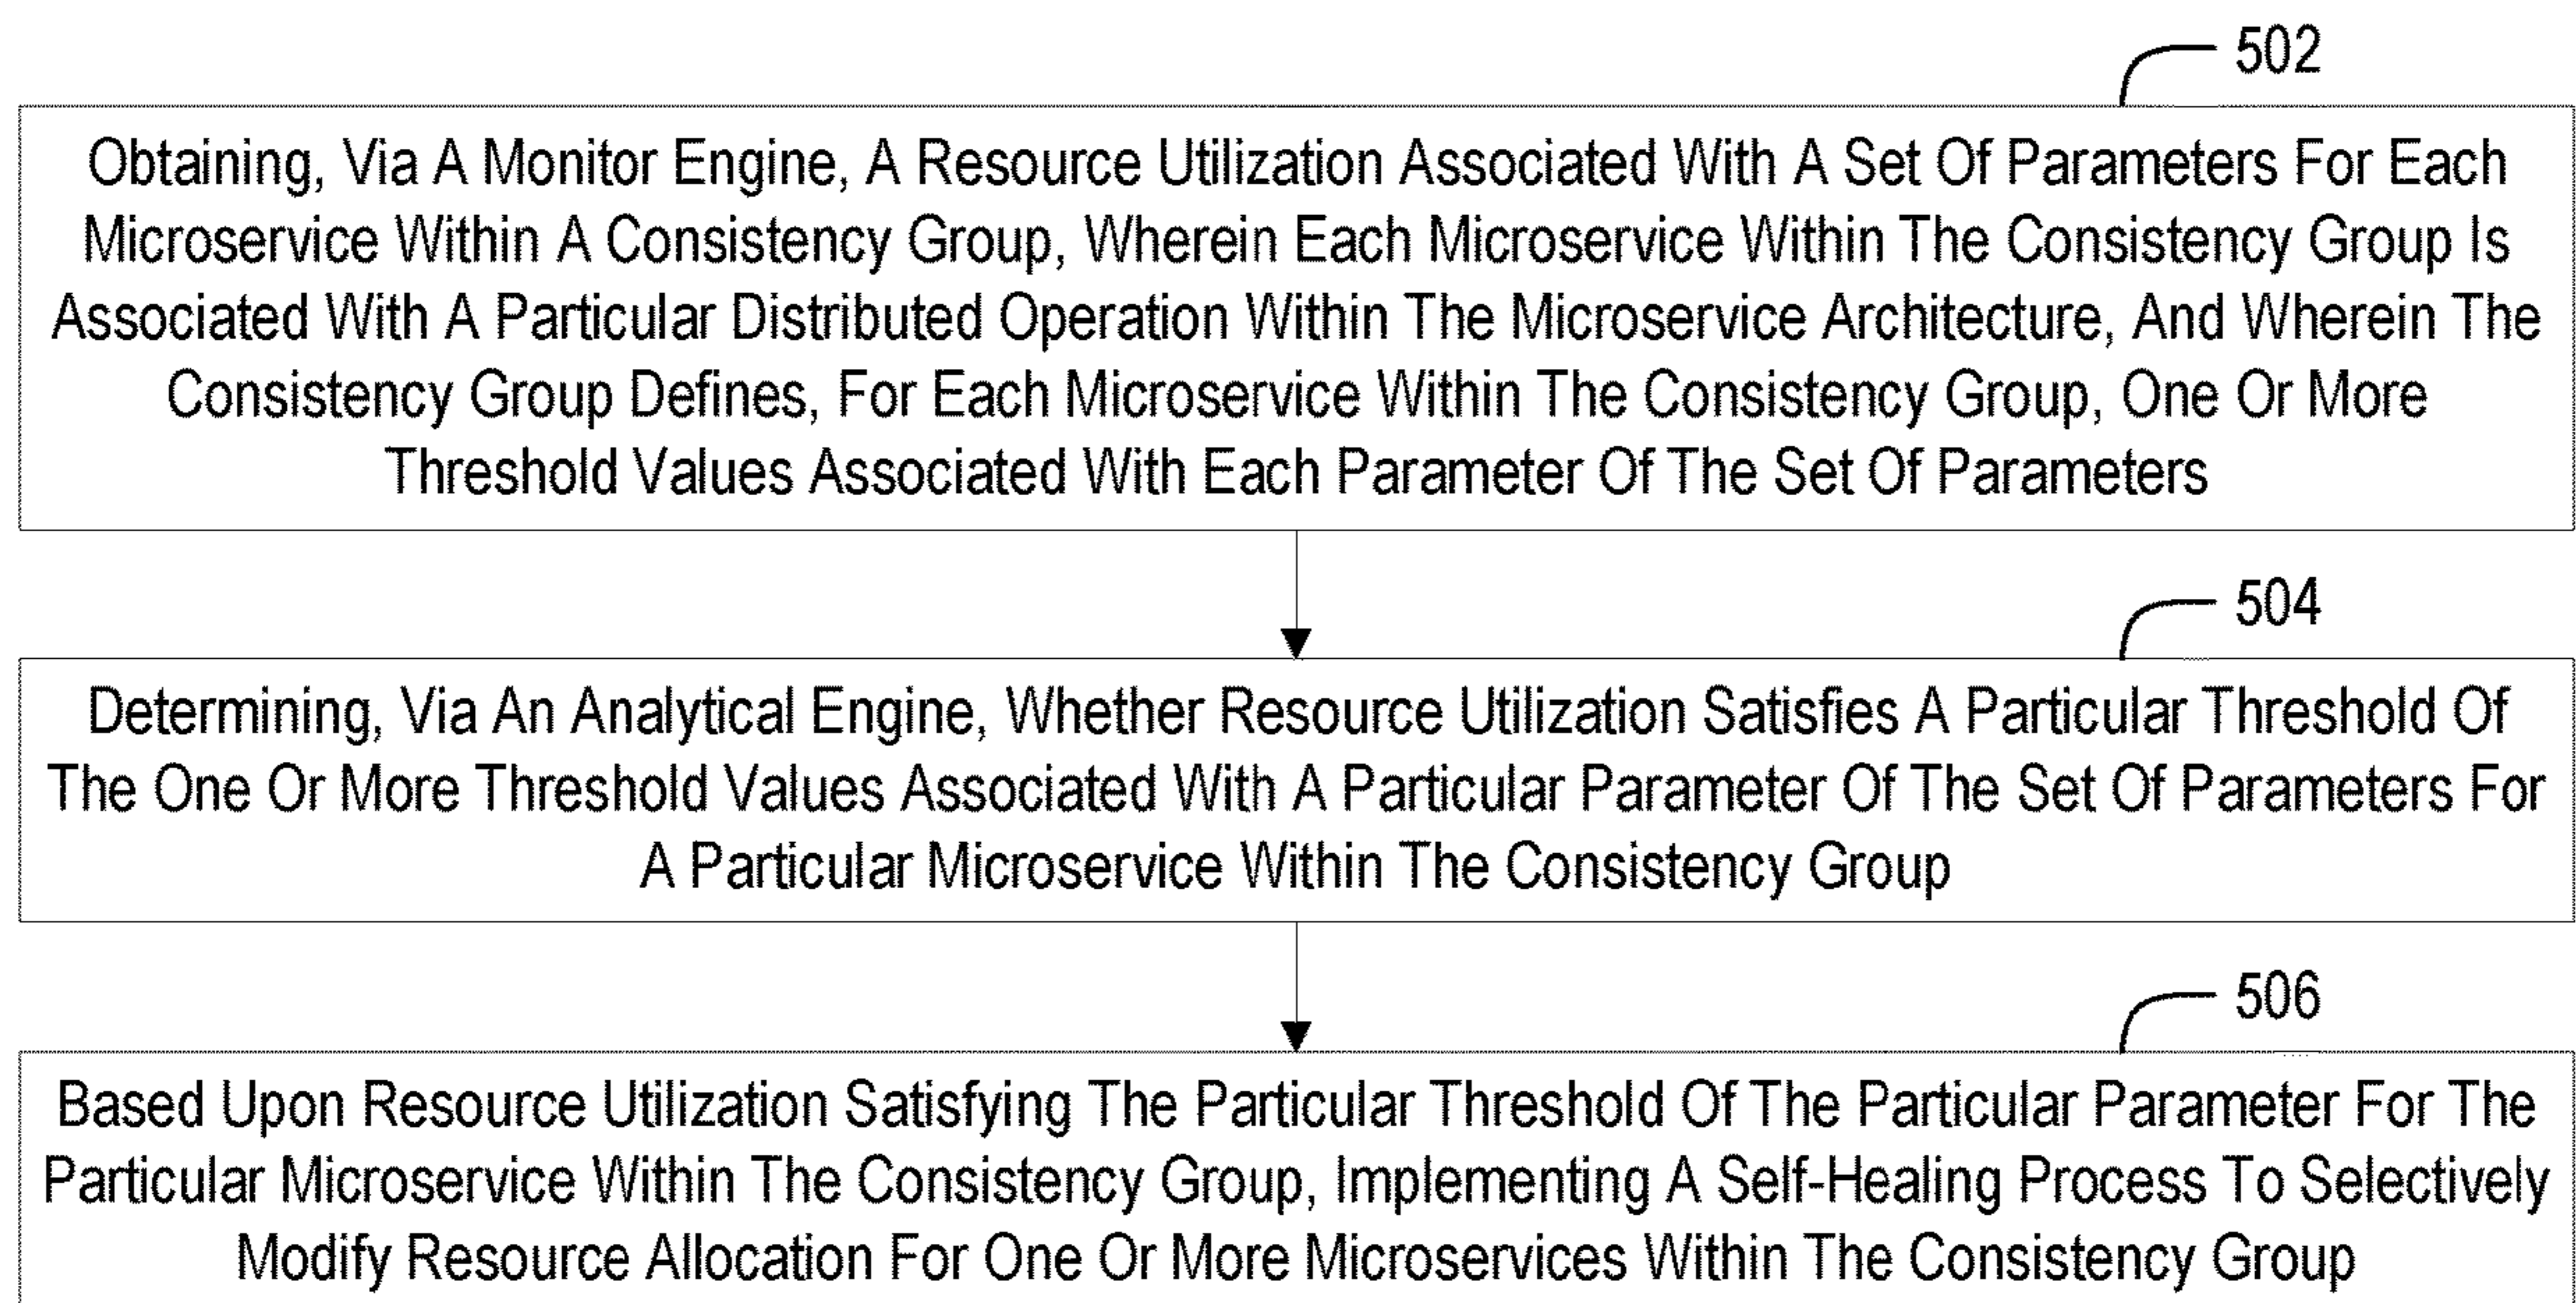 502
Obtaining, Via A Monitor Engine, A Resource Utilization Associated With A Set Of Parameters For Each
Microservice Within A Consistency Group, Wherein Each Microservice Within The Consistency Group Is
Associated With A Particular Distributed Operation Within The Microservice Architecture, And Wherein The
Consistency Group Defines, For Each Microservice Within The Consistency Group, One Or More
Threshold Values Associated With Each Parameter Of The Set Of Parameters
504
Determining, Via An Analytical Engine, Whether Resource Utilization Satisfies A Particular Threshold Of
The One Or More Threshold Values Associated With A Particular Parameter Of The Set Of Parameters For
A Particular Microservice Within The Consistency Group
506
Based Upon Resource Utilization Satisfying The Particular Threshold Of The Particular Parameter For The
Particular Microservice Within The Consistency Group, Implementing A Self-Healing Process To Selectively
Modify Resource Allocation For One Or More Microservices Within The Consistency Group